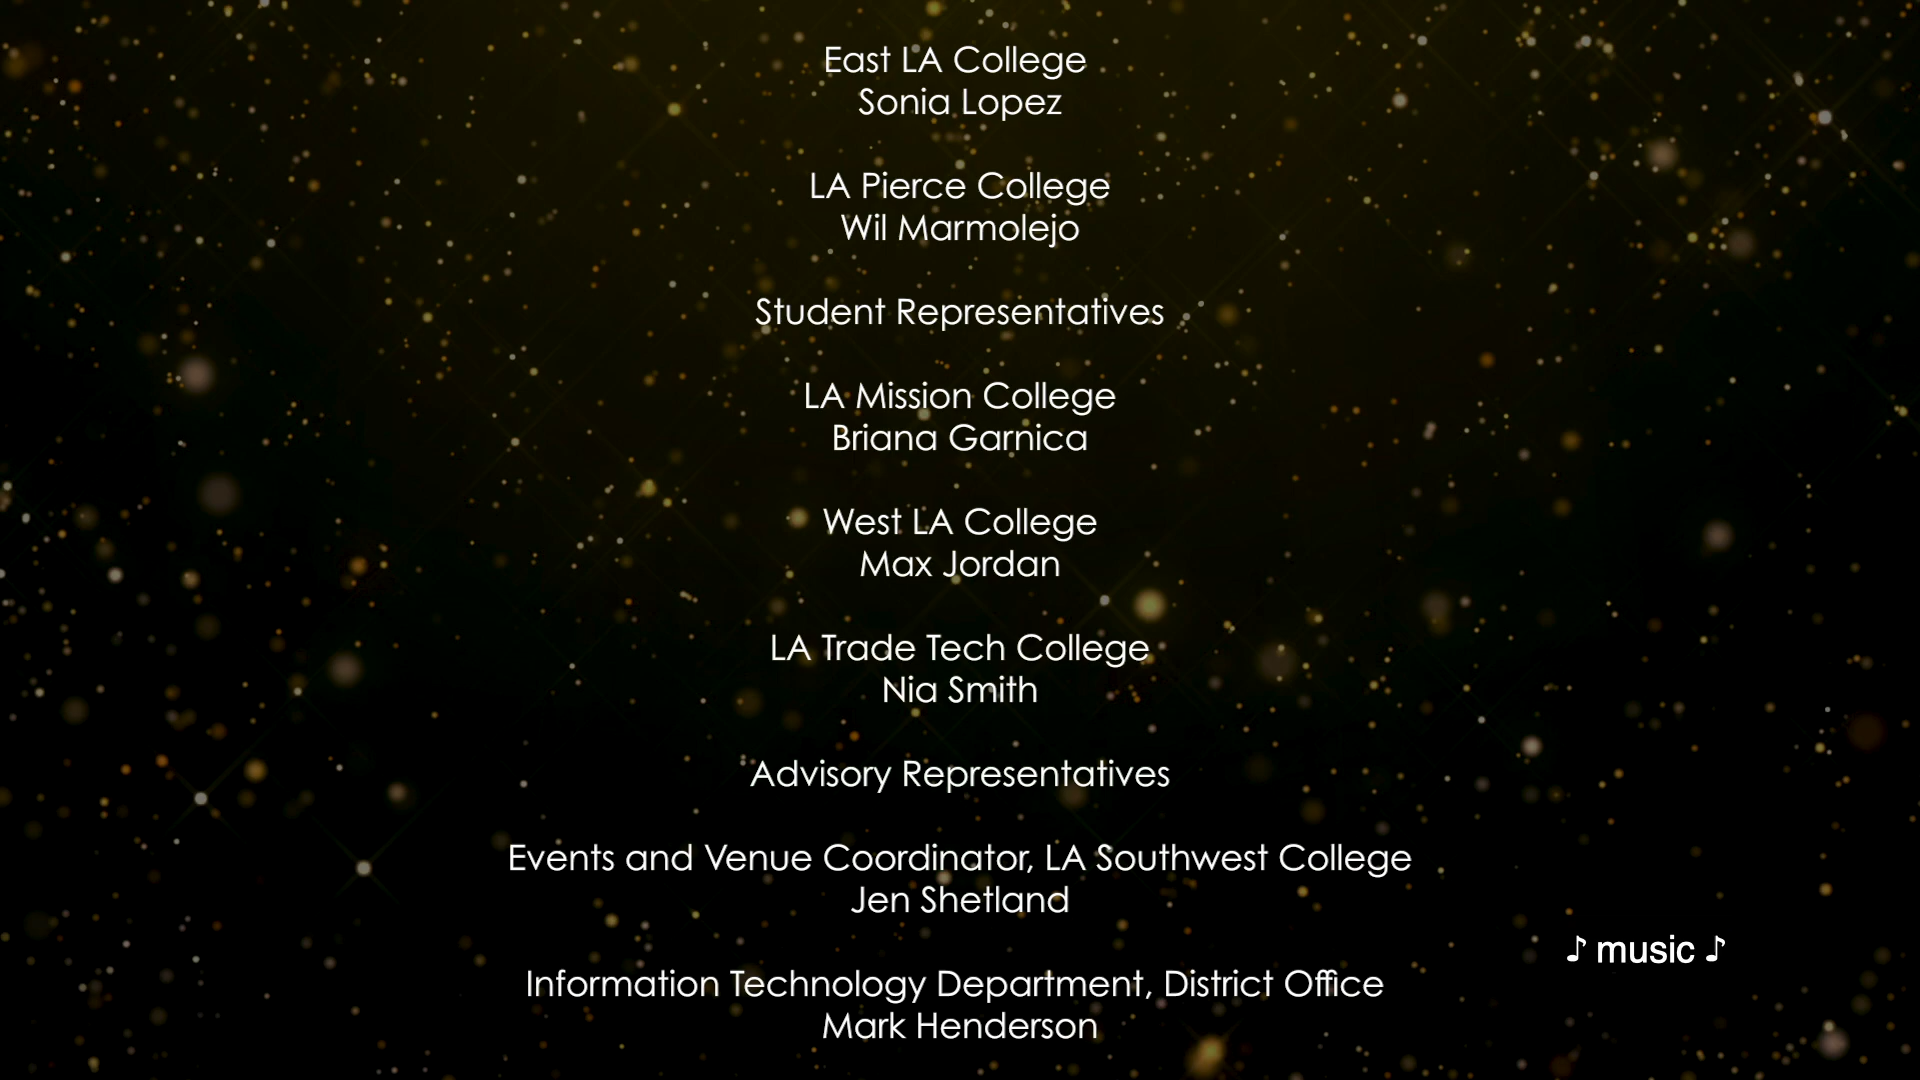 East LA College
Sonia Lopez
LA Pierce College
Wil Marmolejo
Student Representatives
LA Mission College
Briana Garnica
West LA College
Max Jordan
LA Trade Tech College
Nia Smith
Advisory Representatives
Events and Venue Coordinator, LA Southwest College
Jen Shetland
♪ music ♪
Information Technology Department, District Office
Mark Henderson